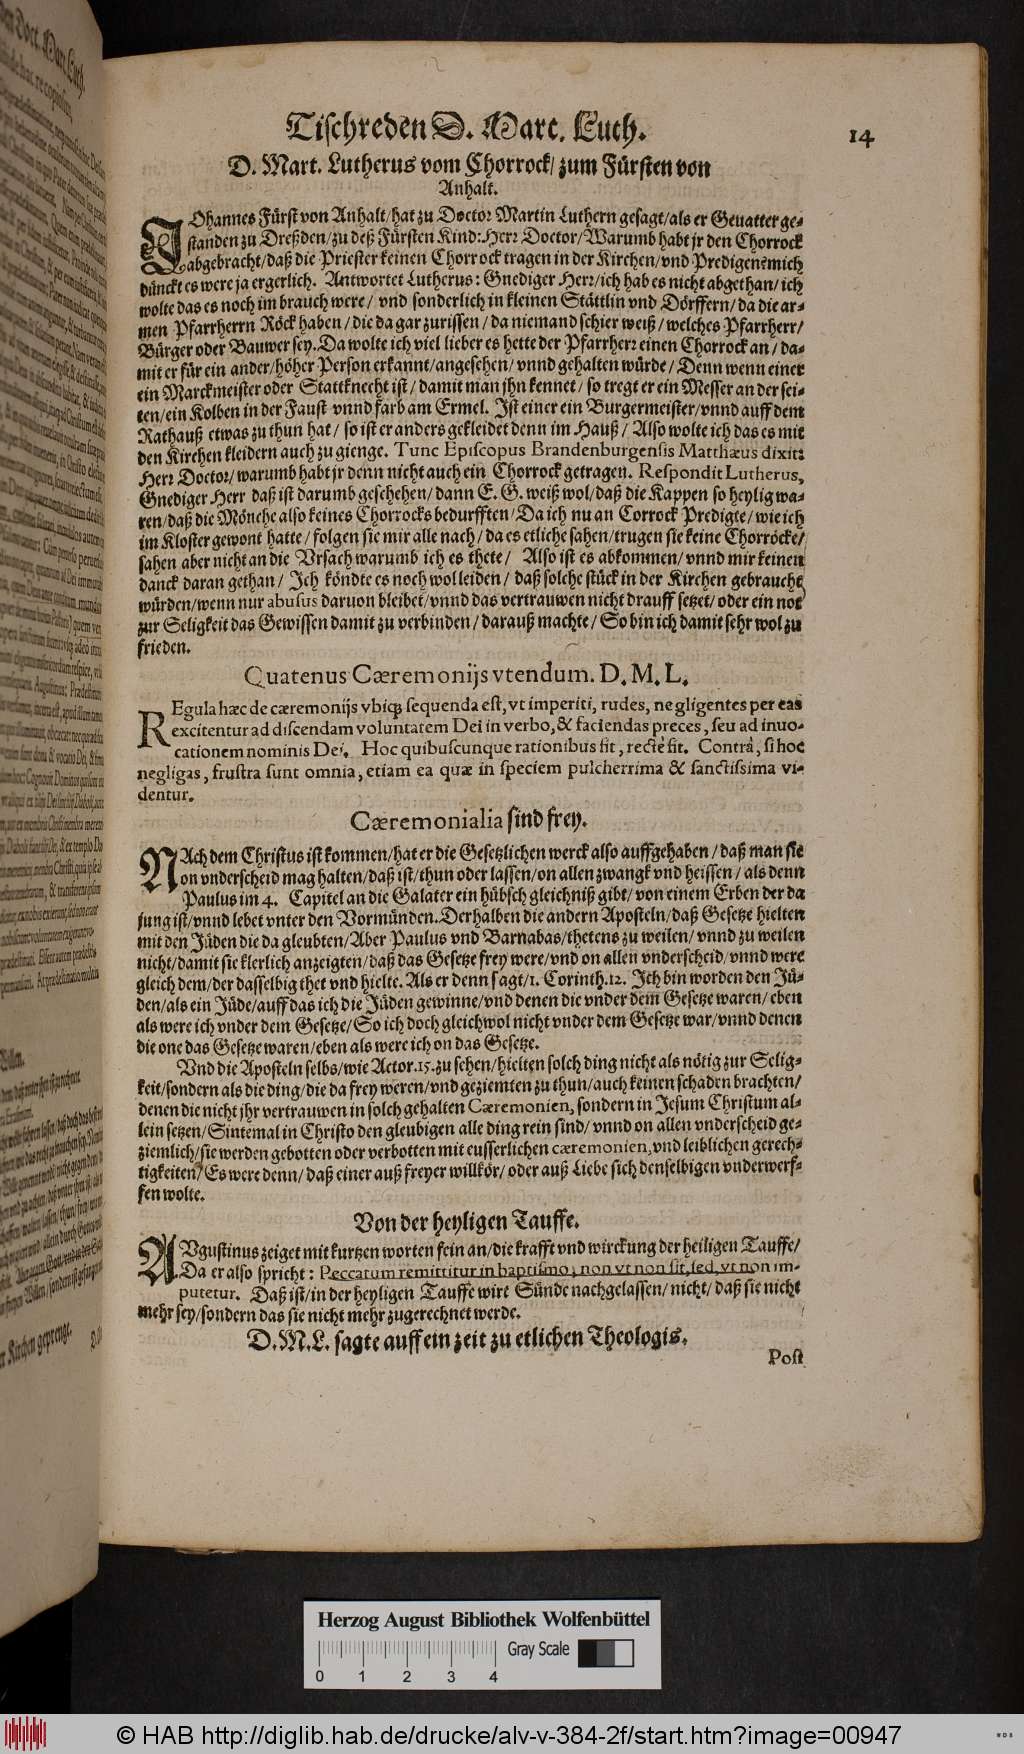 Tischreden D. Mart. Luth.
14
D. Mart. Lutherus vom Chorrock/ zum Fürsten von
Anhalt.
JOhannes Fürst von Anhalt/ hat zu Doctor Martin Luthern gesagt/ als er Geuatter ge-
standen zu Dreßden/ zu deß Fürsten Kind: Herr Doctor/ Warumb habt jr den Chorrock
abgebracht/ daß die Priester keinen Chorrock tragen in der Kirchen/ vnd Predigen? mich
dünckt es were ja ergerlich. Antwortet Lutherus: Gnediger Herr/ ich hab es nicht abgethan/ ich
wolte das es noch im brauch were/ vnd sonderlich in kleinen Stättlin vnd Dörffern/ da die ar-
men Pfarrherrn Röck haben/ die da gar zurissen/ da niemand schier weiß/ welches Pfarrherr/
Bürger oder Bauwer sey. Da wolte ich viel lieber es hette der Pfarrherr einen Chorrock an/ da-
mit er für ein ander/ höher Person erkannt/ angesehen/ vnnd gehalten würde/ Denn wenn einer
ein Marckmeister oder Stattknecht ist/ damit man jhn kennet/ so tregt er ein Messer an der sei-
ten/ ein Kolben in der Faust vnnd farb am Ermel. Ist einer ein Burgermeister/ vnnd auff dem
Rathauß etwas zu thun hat/ so ist er anders gekleidet denn im Hauß/ Also wolte ich das es mit
den Kirchen kleidern auch zu gienge. Tunc Episcopus Brandenburgensis Matthæus dixit:
Herr Doctor/ warumb habt jr denn nicht auch ein Chorrock getragen. Respondit Lutherus,
Gnediger Herr daß ist darumb geschehen/ dann E. G. weiß wol/ daß die Kappen so heylig wa-
ren/ daß die Mönche also keines Chorrocks bedurfften/ Da ich nu an Corrock Predigte/ wie ich
im Kloster gewont hatte/ folgen sie mir alle nach/ da es etliche sahen/ trugen sie keine Chorröcke/
sahen aber nicht an die Vrsach warumb ich es thete/ Also ist es abkommen/ vnnd mir keinen
danck daran gethan/ Ich köndte es noch wol leiden/ daß solche stück in der Kirchen gebraucht
würden/ wenn nur abusus daruon bleibet/ vnnd das vertrauwen nicht drauff setzet/ oder ein not
zur Seligkeit das Gewissen damit zu verbinden/ darauß machte/ So bin ich damit sehr wol zu
frieden.
Quatenus Cæremonijs vtendum. D. M. L.
REgula hæc de cæremonijs vbiq; sequenda est, vt imperiti, rudes, negligentes per eas
excitentur ad discendam voluntatem Dei in verbo, & faciendas preces, seu ad inuo-
cationem nominis Dei. Hoc quibuscunque rationibus fit, rectè fit. Contrà, si hoc
negligas, frustra sunt omnia, etiam ea quæ in speciem pulcherrima & sanctissima vi-
dentur.
Cæremonialia sind frey.
NAch dem Christus ist kommen/ hat er die Gesetzlichen werck also auffgehaben/ daß man sie
on vnderscheid mag halten/ daß ist/ thun oder lassen/ on allen zwangk vnd heissen/ als denn
Paulus im 4. Capitel an die Galater ein hübsch gleichniß gibt/ von einem Erben der da
jung ist/ vnnd lebet vnter den Vormünden. Derhalben die andern Aposteln/ daß Gesetze hielten
mit den Jüden die da gleubten/ Aber Paulus vnd Barnabas/ thetens zu weilen/ vnnd zu weilen
nicht/ damit sie klerlich anzeigten/ daß das Gesetze frey were/ vnd on allen vnderscheid/ vnnd were
gleich dem/ der dasselbig thet vnd hielte. Als er denn sagt/ 1. Corinth. 12. Ich bin worden den Jü-
den/ als ein Jüde/ auff das ich die Jüden gewinne/ vnd denen die vnder dem Gesetze waren/ eben
als were ich vnder dem Gesetze/ So ich doch gleichwol nicht vnder dem Gesetze war/ vnnd denen
die one das Gesetze waren/ eben als were ich on das Gesetze.
Vnd die Aposteln selbs/ wie Actor. 15. zu sehen/ hielten solch ding nicht als nötig zur Selig-
keit/ sondern als die ding/ die da frey weren/ vnd geziemten zu thun/ auch keinen schaden brachten/
denen die nicht jhr vertrauwen in solch gehalten Cæremonien, sondern in Jesum Christum al-
lein setzen/ Sintemal in Christo den gleubigen alle ding rein sind/ vnnd on allen vnderscheid ge-
ziemlich/ sie werden gebotten oder verbotten mit eusserlichen cæremonien, vnd leiblichen gerech-
tigkeiten/ Es were denn/ daß einer auß freyer willkör/ oder auß Liebe sich denselbigen vnderwerf-
fen wolte.
Von der heyligen Tauffe.
AVgustinus zeiget mit kurtzen worten fein an/ die krafft vnd wirckung der heiligen Tauffe/
Da er also spricht: Peccatum remittitur in baptismo, non vt non sit, sed, vt non im-
putetur. Daß ist/ in der heyligen Tauffe wirt Sünde nachgelassen/ nicht/ daß sie nicht
mehr sey/ sondern das sie nicht mehr zugerechnet werde.
D. M. L. sagte auff ein zeit zu etlichen Theologis.
Post
Herzog August Bibliothek Wolfenbüttel
Gray Scale
0 1 2 3 4
© HAB http://diglib.hab.de/drucke/alv-v-384-2f/start.htm?image=00947